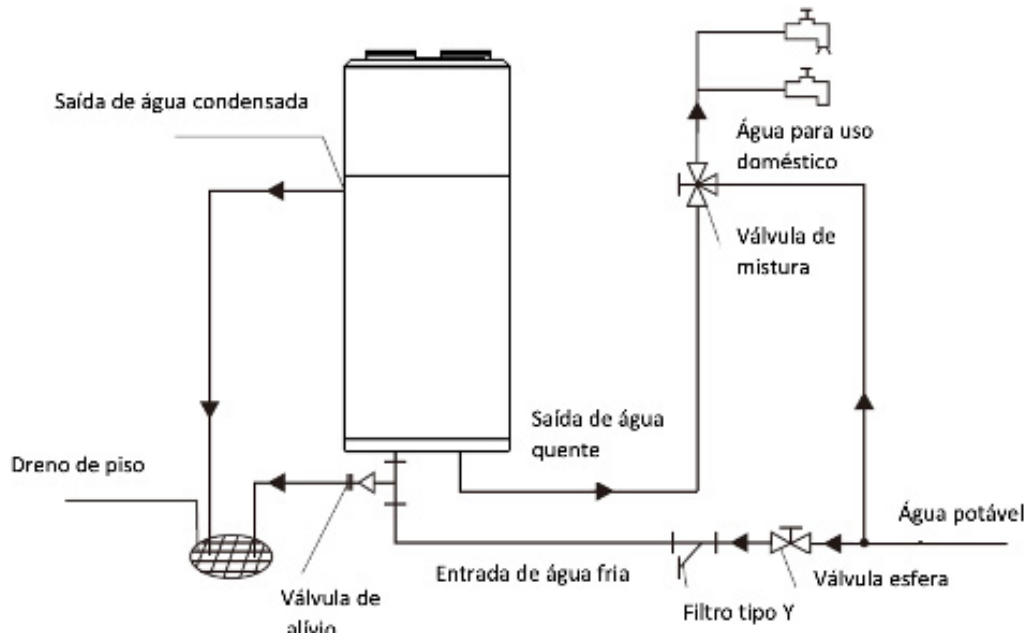 Saída de água condensada
Água para uso
doméstico
Válvula de
mistura
Saída de água
quente
Dreno de piso
Água potável
Entrada de água fria
Válvula esfera
Válvula de
alívio
Filtro tipo Y